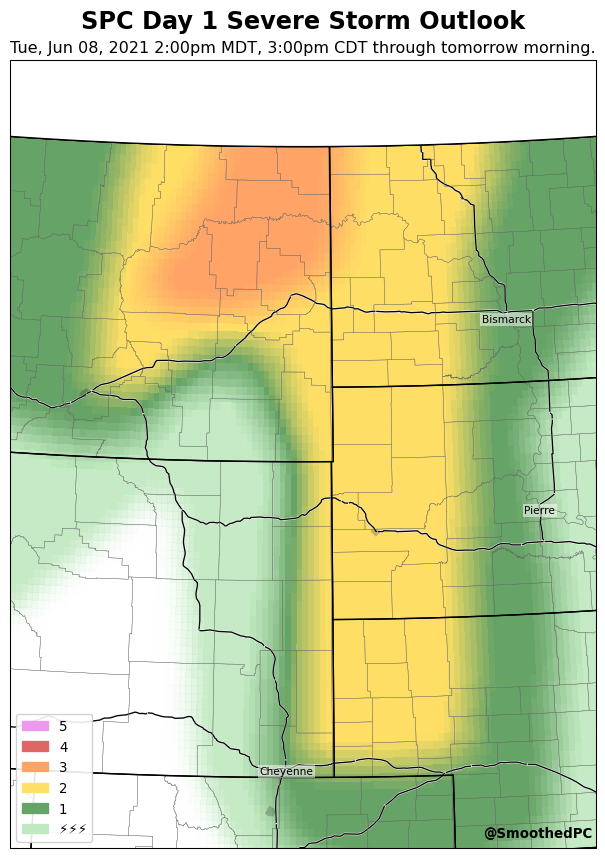 SPC Day 1 Severe Storm Outlook
Tue, Jun 08, 2021 2:00pm MDT, 3:00pm CDT through tomorrow morning.
Bismarck
Pierre
5
4
3
2
1
⚡⚡⚡
Cheyenne
@SmoothedPC